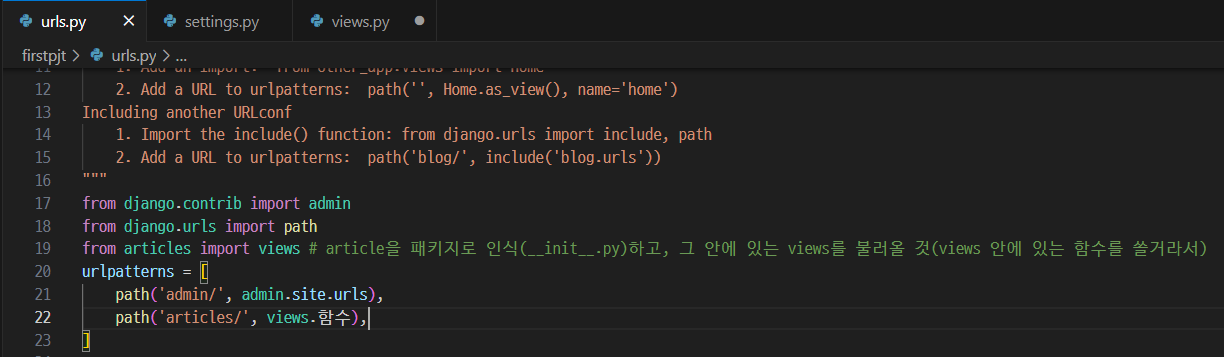 urls.py × settings.py views.py ●
firstpjt > urls.py > ...
11 1. Add an import: from other_app.views import Home
12 2. Add a URL to urlpatterns: path('', Home.as_view(), name='home')
13 Including another URLconf
14 1. Import the include() function: from django.urls import include, path
15 2. Add a URL to urlpatterns: path('blog/', include('blog.urls'))
16 """
17 from django.contrib import admin
18 from django.urls import path
19 from articles import views # article을 패키지로 인식(__init__.py)하고, 그 안에 있는 views를 불러올 것(views 안에 있는 함수를 쓸거라서)
20 urlpatterns = [
21 path('admin/', admin.site.urls),
22 path('articles/', views.함수),
23 ]